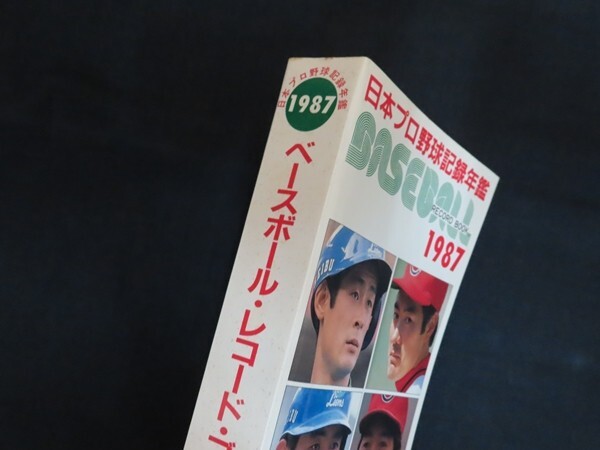 日本プロ野球記録年鑑
1987
ベースボール・レコード・ブ
日本プロ野球記録年鑑
BASEBALL
RECORD BOOK
1987
Lions